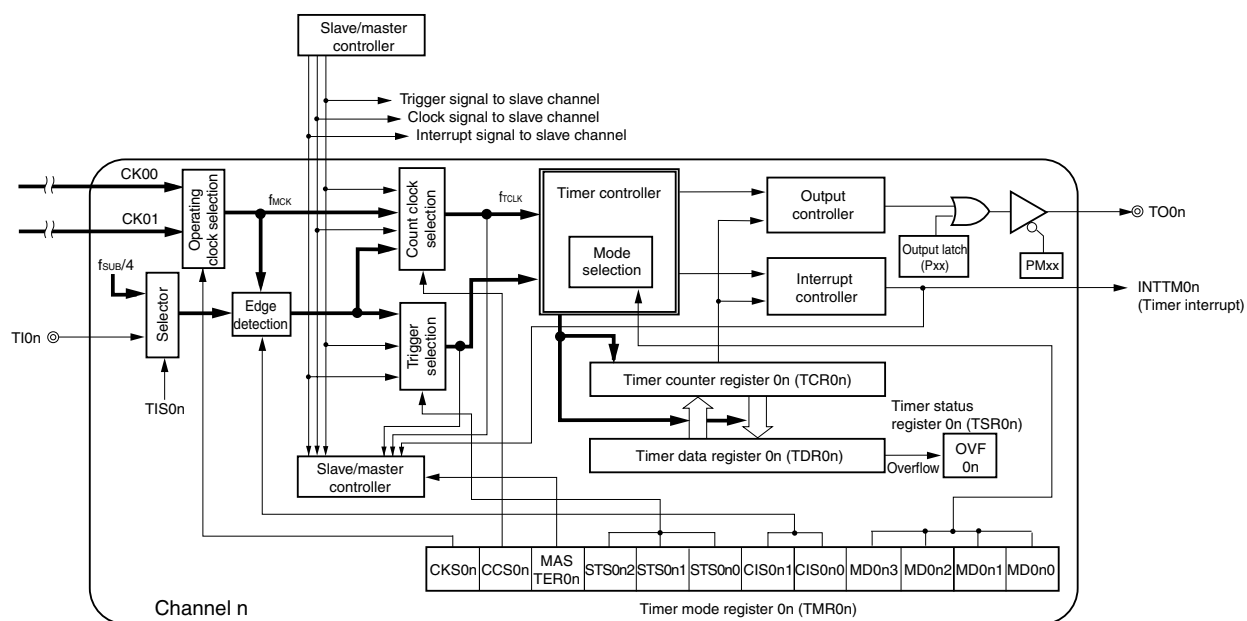 Slave/master
controller
Trigger signal to slave channel
Clock signal to slave channel
Interrupt signal to slave channel
CK00
CK01
Operating
clock selection
fMCK
Count clock
selection
fTCLK
Timer controller
Mode
selection
Output
controller
Output latch
(Pxx)
PMxx
TO0n
Interrupt
controller
INTTM0n
(Timer interrupt)
fSUB/4
Selector
TI0n
TIS0n
Edge
detection
Trigger
selection
Timer counter register 0n (TCR0n)
Timer status
register 0n (TSR0n)
Timer data register 0n (TDR0n)
Overflow
OVF
0n
Slave/master
controller
CKS0n
CCS0n
MAS
TER0n
STS0n2
STS0n1
STS0n0
CIS0n1
CIS0n0
MD0n3
MD0n2
MD0n1
MD0n0
Channel n
Timer mode register 0n (TMR0n)